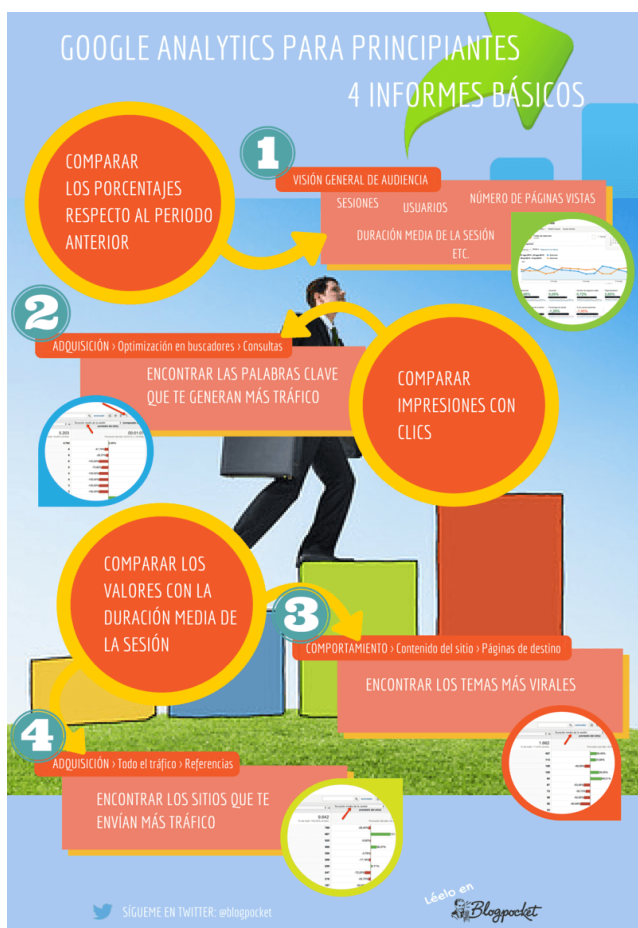 GOOGLE ANALYTICS PARA PRINCIPIANTES
4 INFORMES BÁSICOS
COMPARAR
LOS PORCENTAJES
RESPECTO AL PERIODO
ANTERIOR
1
VISIÓN GENERAL DE AUDIENCIA
SESIONES
USUARIOS
NÚMERO DE PÁGINAS VISTAS
DURACIÓN MEDIA DE LA SESIÓN
ETC.
2
ADQUISICIÓN › Optimización en buscadores › Consultas
ENCONTRAR LAS PALABRAS CLAVE
QUE TE GENERAN MÁS TRÁFICO
COMPARAR
IMPRESIONES CON
CLICS
COMPARAR LOS
VALORES CON LA
DURACIÓN MEDIA DE
LA SESIÓN
3
COMPORTAMIENTO › Contenido del sitio › Páginas de destino
ENCONTRAR LOS TEMAS MÁS VIRALES
4
ADQUISICIÓN › Todo el tráfico › Referencias
ENCONTRAR LOS SITIOS QUE TE
ENVÍAN MÁS TRÁFICO
SÍGUEME EN TWITTER: @blogpocket
Léelo en
Blogpocket